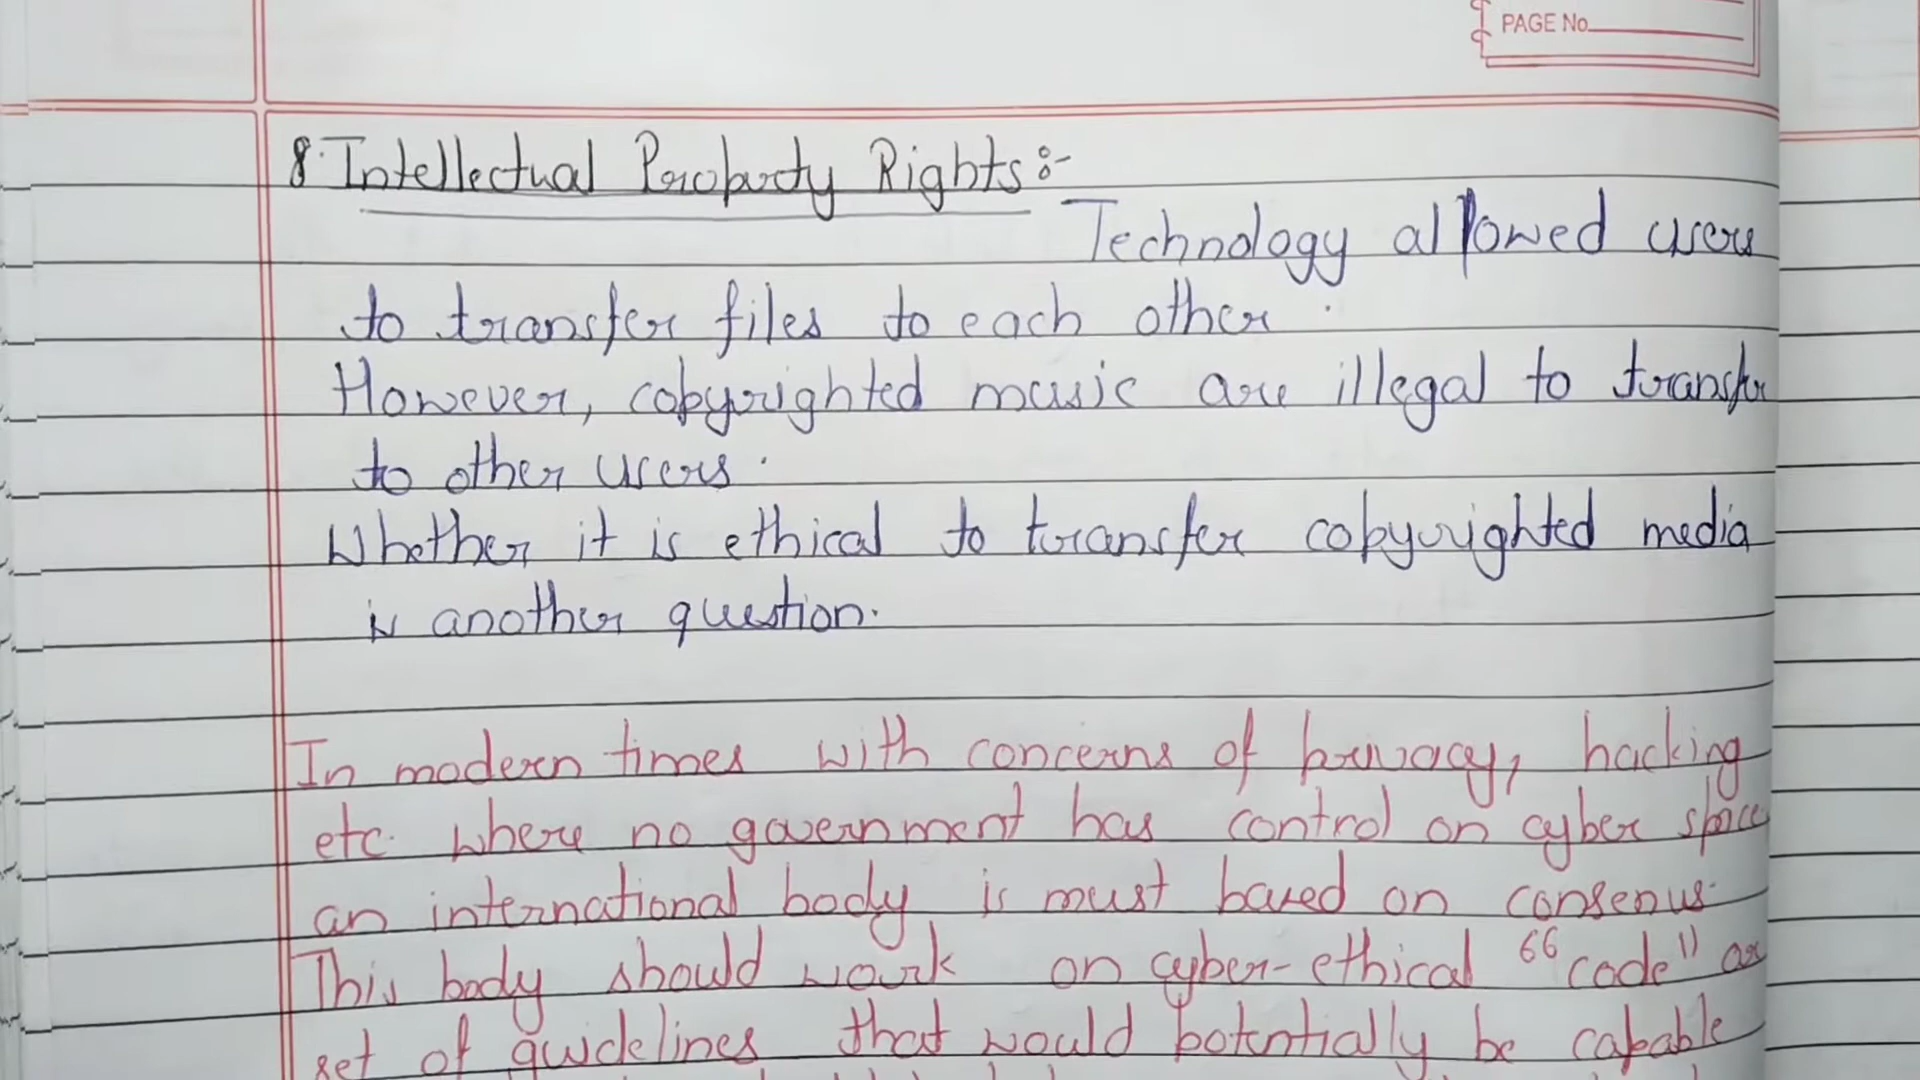 PAGE No.
8. Intellectual Property Rights:-
Technology allowed users
to transfer files to each other.
However, copyrighted music are illegal to transfer
to other users.
Whether it is ethical to transfer copyrighted media
is another question.
In modern times with concerns of privacy, hacking
etc. where no government has control on cyber space
an international body is must based on consenus.
This body should work on cyber-ethical "code" or
set of guidelines that would potentially be capable